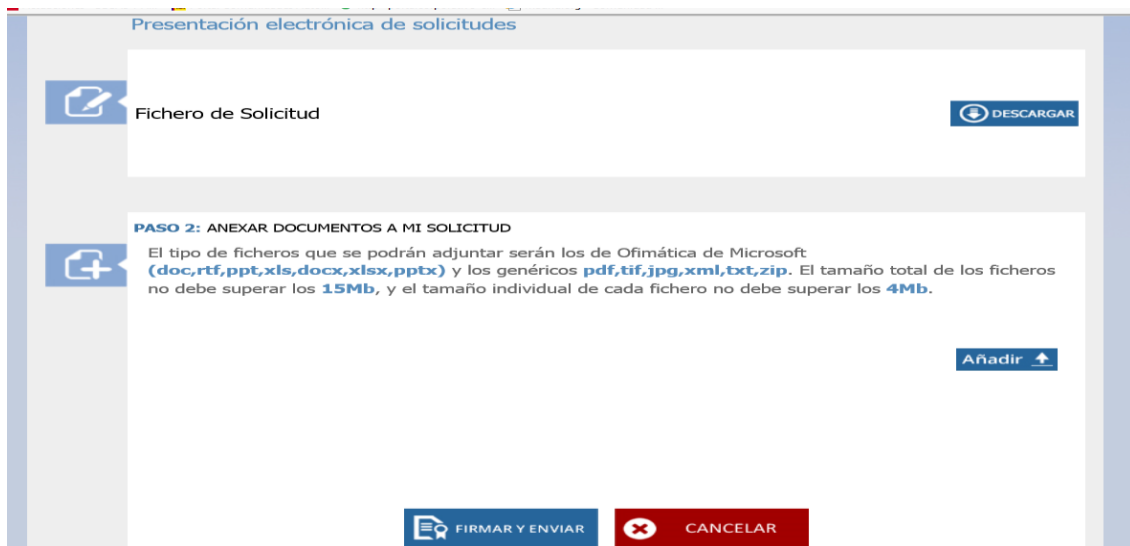 Presentación electrónica de solicitudes
Fichero de Solicitud
DESCARGAR
PASO 2: ANEXAR DOCUMENTOS A MI SOLICITUD
El tipo de ficheros que se podrán adjuntar serán los de Ofimática de Microsoft
(doc,rtf,ppt,xls,docx,xlsx,pptx) y los genéricos pdf,tif,jpg,xml,txt,zip. El tamaño total de los ficheros
no debe superar los 15Mb, y el tamaño individual de cada fichero no debe superar los 4Mb.
Añadir
FIRMAR Y ENVIAR
CANCELAR